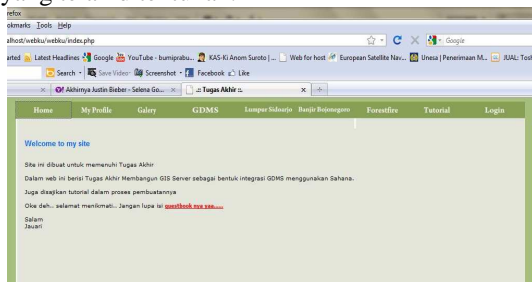 refox
okmarks Tools Help
alhost/webku/webku/index.php
Google
arted Latest Headlines Google YouTube - bumiprabu... KAS-Ki Anom Suroto | ... Web for host European Satellite Nav... Unesa | Penerimaan M... JUAL: Tosh
Search Save Video Screenshot Facebook Like
Akhirnya Justin Bieber - Selena Go... .:: Tugas Akhir ::.
Home My Profile Galery GDMS Lumpur Sidoarjo Banjir Bojonegoro Forestfire Tutorial Login
Welcome to my site
Site ini dibuat untuk memenuhi Tugas Akhir
Dalam web ini berisi Tugas Akhir Membangun GIS Server sebagai bentuk integrasi GDMS menggunakan Sahana.
Juga disajikan tutorial dalam proses pembuatannya
Oke deh.. selamat menikmati.. Jangan lupa isi guestbook nya yaa.....
Salam
Jauari